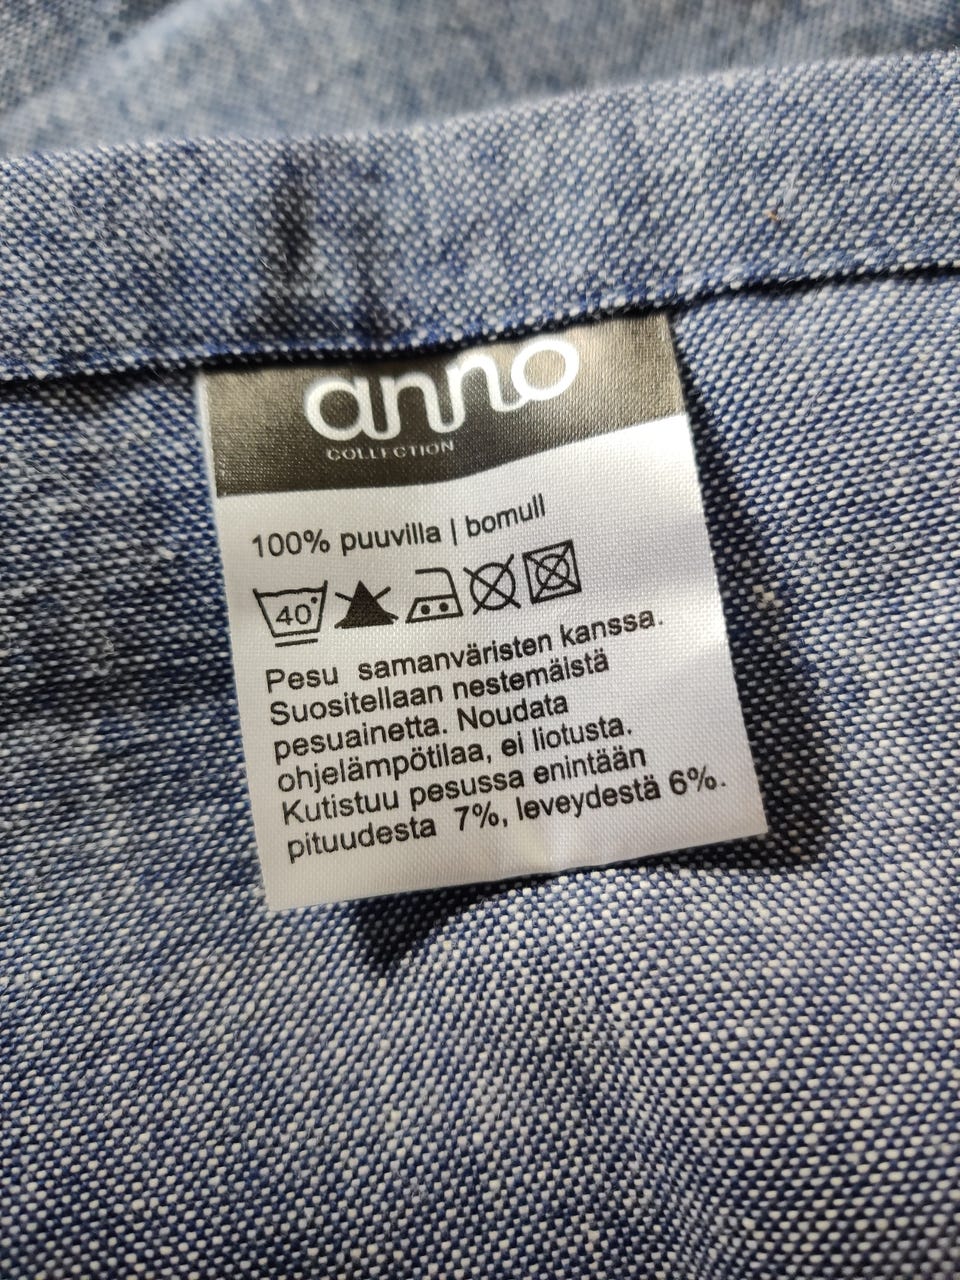 anno
COLLECTION
100% puuvilla | bomull
40°
Pesu samanväristen kanssa.
Suositellaan nestemäistä
pesuainetta. Noudata
ohjelämpötilaa, ei liotusta.
Kutistuu pesussa enintään
pituudesta 7%, leveydestä 6%.